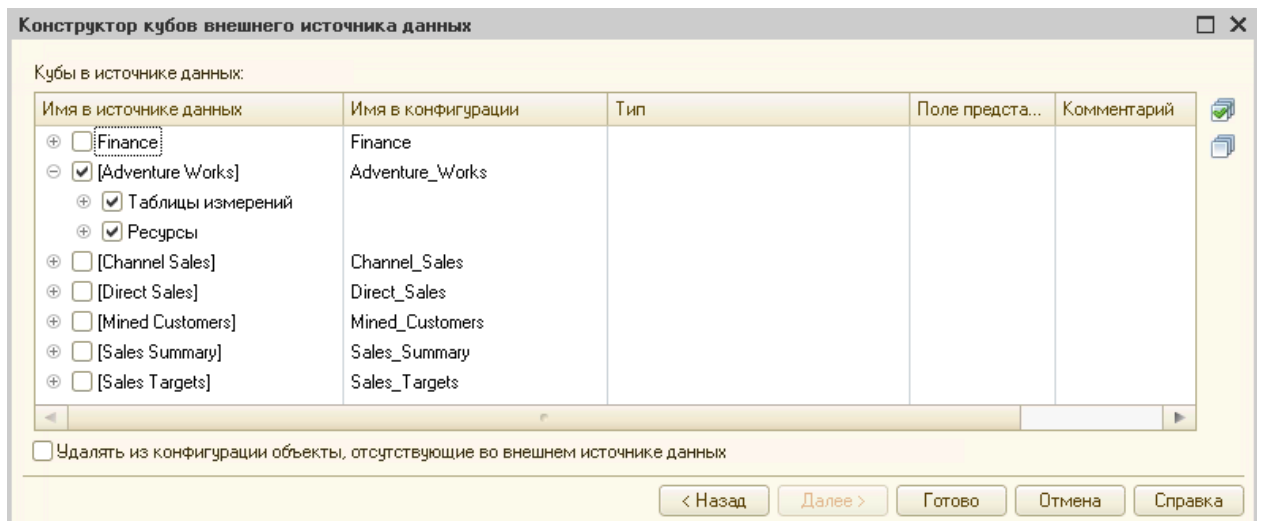 Конструктор кубов внешнего источника данных
Кубы в источнике данных:
Имя в источнике данных Имя в конфигурации Тип Поле предста... Комментарий
Finance Finance
[Adventure Works] Adventure_Works
Таблицы измерений
Ресурсы
[Channel Sales] Channel_Sales
[Direct Sales] Direct_Sales
[Mined Customers] Mined_Customers
[Sales Summary] Sales_Summary
[Sales Targets] Sales_Targets
Удалять из конфигурации объекты, отсутствующие во внешнем источнике данных
< Назад Далее > Готово Отмена Справка